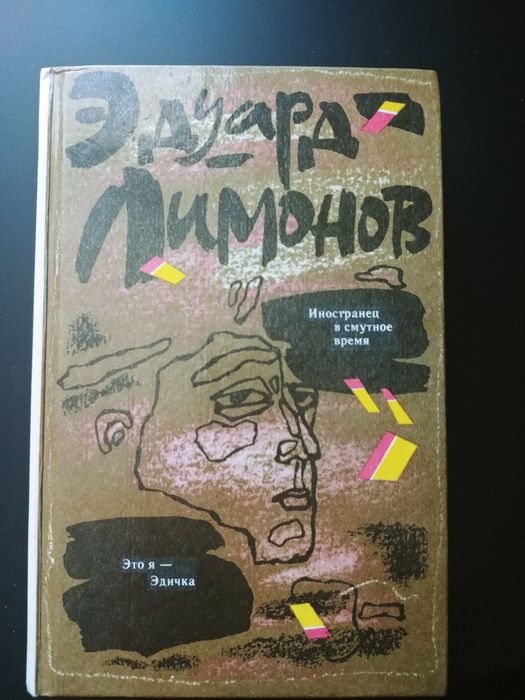 Эдуард
Лимонов
Иностранец
в смутное
время
Это я —
Эдичка